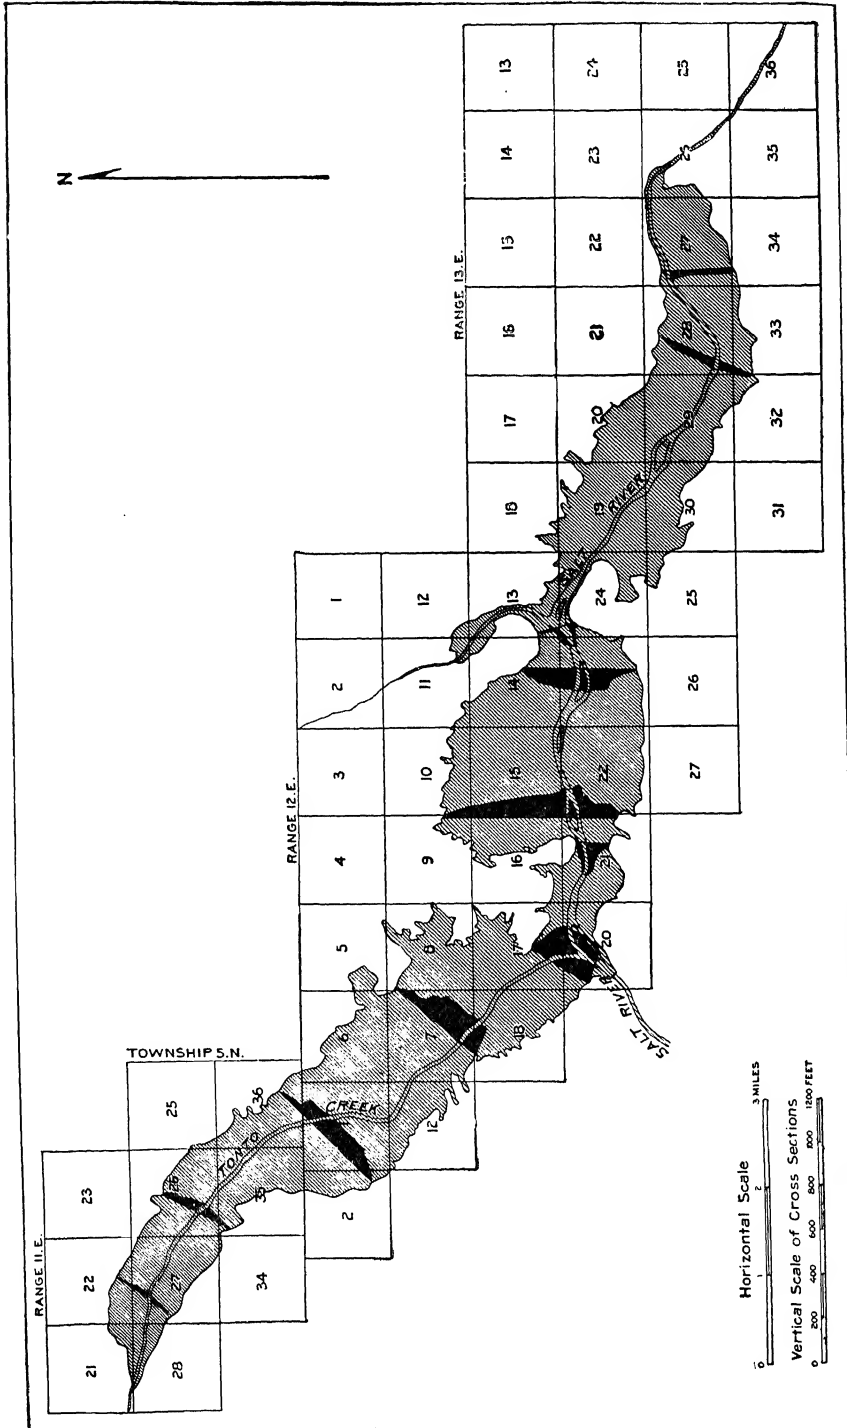 N
RANGE 11.E.
RANGE 12.E.
RANGE 13.E.
TOWNSHIP 5.N.
21 22 23
28 27 26 25
34 35 36
5 4 3 2 1
2 6
12 7 8 9 10 11 12
18 17 16 15 14 13
18 17 16 15 14 13
20 21 22 24
19 20 21 22 23 24
27 26 25
30 29 28 27 25
31 32 33 34 35 36
TONTO CREEK
SALT RIVER
SALT RIVER
Horizontal Scale
0 1 2 3 MILES
Vertical Scale of Cross Sections
0 200 400 600 800 1000 1200 FEET